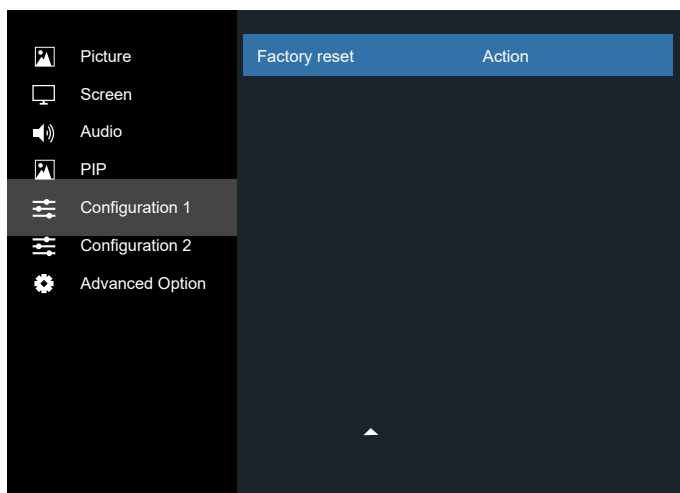 Picture
Screen
Audio
PIP
Configuration 1
Configuration 2
Advanced Option
Factory reset Action